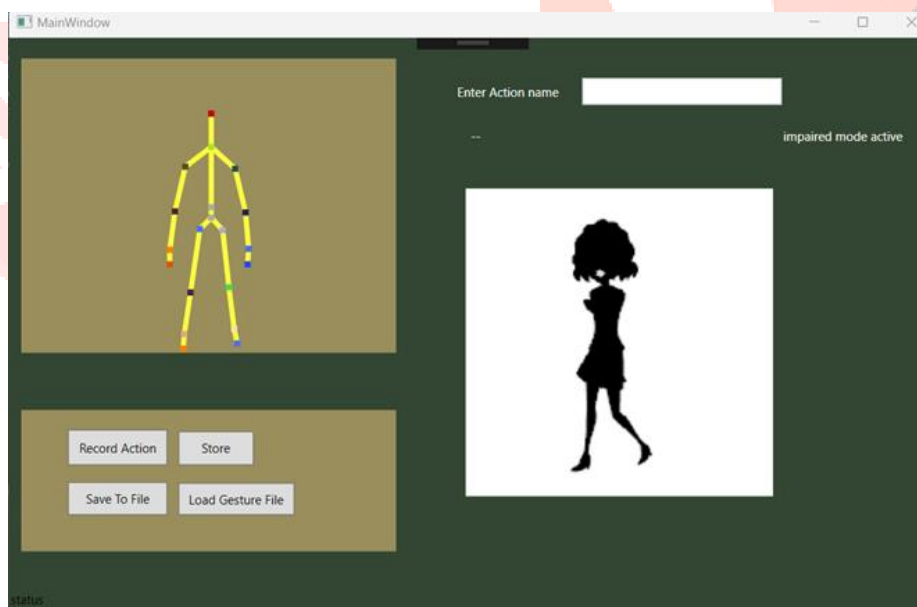 MainWindow
Enter Action name
--
impaired mode active
Record Action
Store
Save To File
Load Gesture File
status